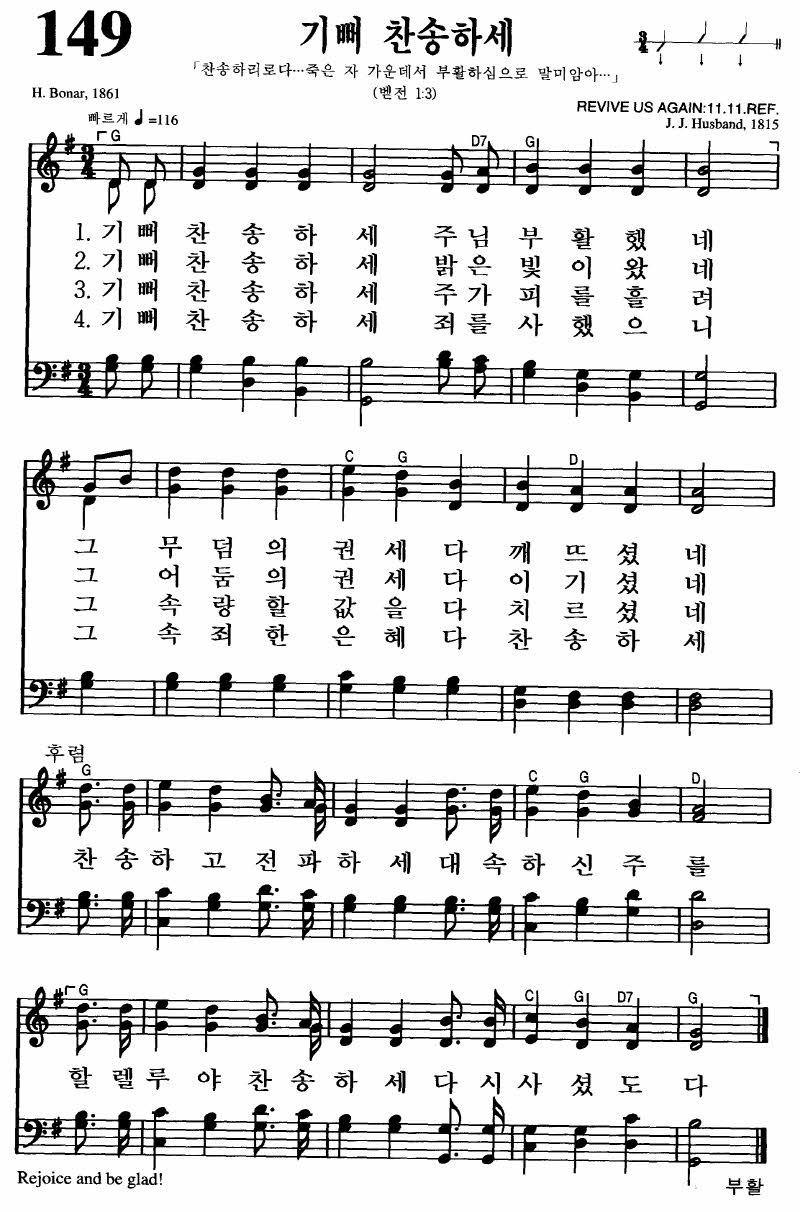 149
기뻐 찬송하세
3/4
「찬송하리로다…죽은 자 가운데서 부활하심으로 말미암아…」
H. Bonar, 1861
(벧전 1:3)
REVIVE US AGAIN:11.11.REF.
빠르게 ♩=116
J. J. Husband, 1815
G D7 G
1. 기뻐 찬송하세 주님 부활했네
2. 기뻐 찬송하세 밝은 빛이 왔네
3. 기뻐 찬송하세 주가 피를 흘려
4. 기뻐 찬송하세 죄를 사했으니
C G D
그 무덤의 권세 다 깨뜨셨네
그 어둠의 권세 다 이기셨네
그 속량할 값을 다 치르셨네
그 속죄한 은혜 다 찬송하세
후렴
G C G D
찬송하고 전파하세 대속하신 주를
G C G D7 G
할렐루야 찬송하세 다시 사셨도다
Rejoice and be glad!
부활